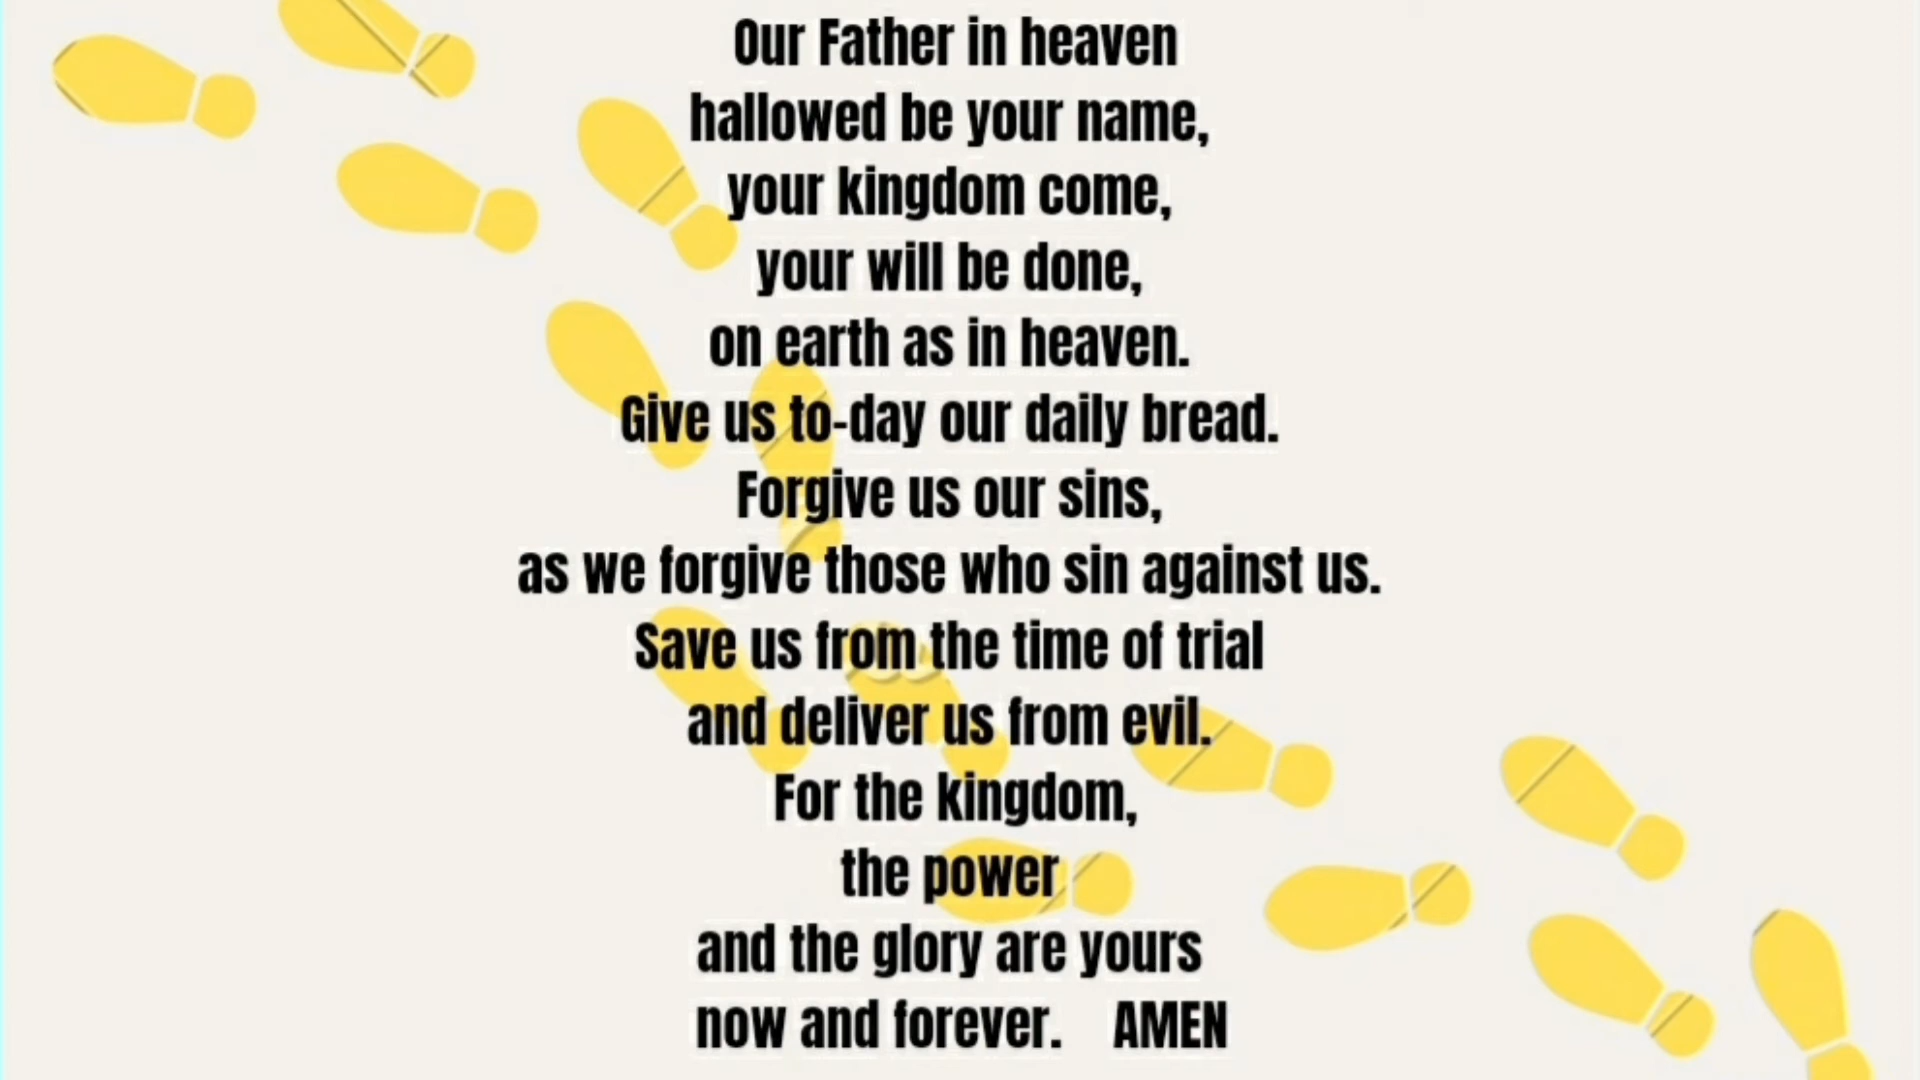 Our Father in heaven
hallowed be your name,
your kingdom come,
your will be done,
on earth as in heaven.
Give us to-day our daily bread.
Forgive us our sins,
as we forgive those who sin against us.
Save us from the time of trial
and deliver us from evil.
For the kingdom,
the power
and the glory are yours
now and forever. AMEN